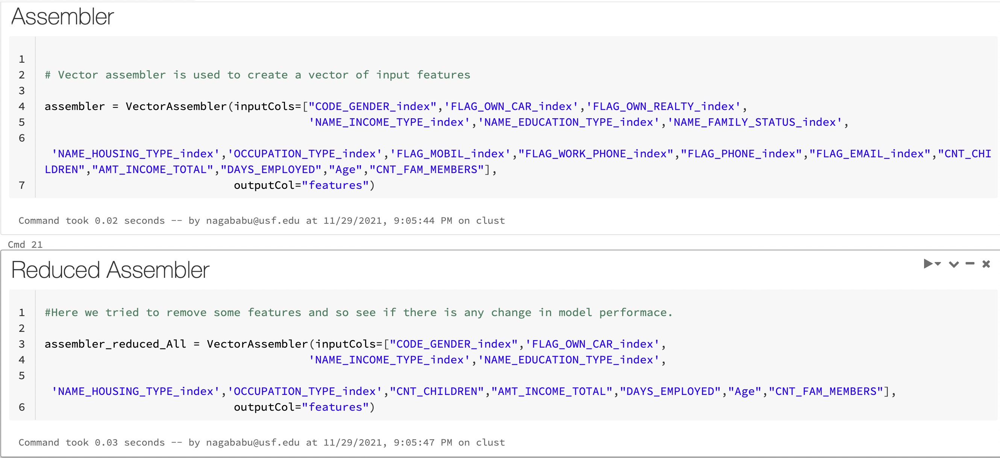 Assembler
1
2 # Vector assembler is used to create a vector of input features
3
4 assembler = VectorAssembler(inputCols=["CODE_GENDER_index",'FLAG_OWN_CAR_index','FLAG_OWN_REALTY_index',
5 'NAME_INCOME_TYPE_index','NAME_EDUCATION_TYPE_index','NAME_FAMILY_STATUS_index',
6
'NAME_HOUSING_TYPE_index','OCCUPATION_TYPE_index','FLAG_MOBIL_index',"FLAG_WORK_PHONE_index","FLAG_PHONE_index","FLAG_EMAIL_index","CNT_CHI
LDREN","AMT_INCOME_TOTAL","DAYS_EMPLOYED","Age","CNT_FAM_MEMBERS"],
7 outputCol="features")
Command took 0.02 seconds -- by nagababu@usf.edu at 11/29/2021, 9:05:44 PM on clust
Cmd 21
Reduced Assembler
1 #Here we tried to remove some features and so see if there is any change in model performace.
2
3 assembler_reduced_All = VectorAssembler(inputCols=["CODE_GENDER_index",'FLAG_OWN_CAR_index',
4 'NAME_INCOME_TYPE_index','NAME_EDUCATION_TYPE_index',
5
'NAME_HOUSING_TYPE_index','OCCUPATION_TYPE_index',"CNT_CHILDREN","AMT_INCOME_TOTAL","DAYS_EMPLOYED","Age","CNT_FAM_MEMBERS"],
6 outputCol="features")
Command took 0.03 seconds -- by nagababu@usf.edu at 11/29/2021, 9:05:47 PM on clust